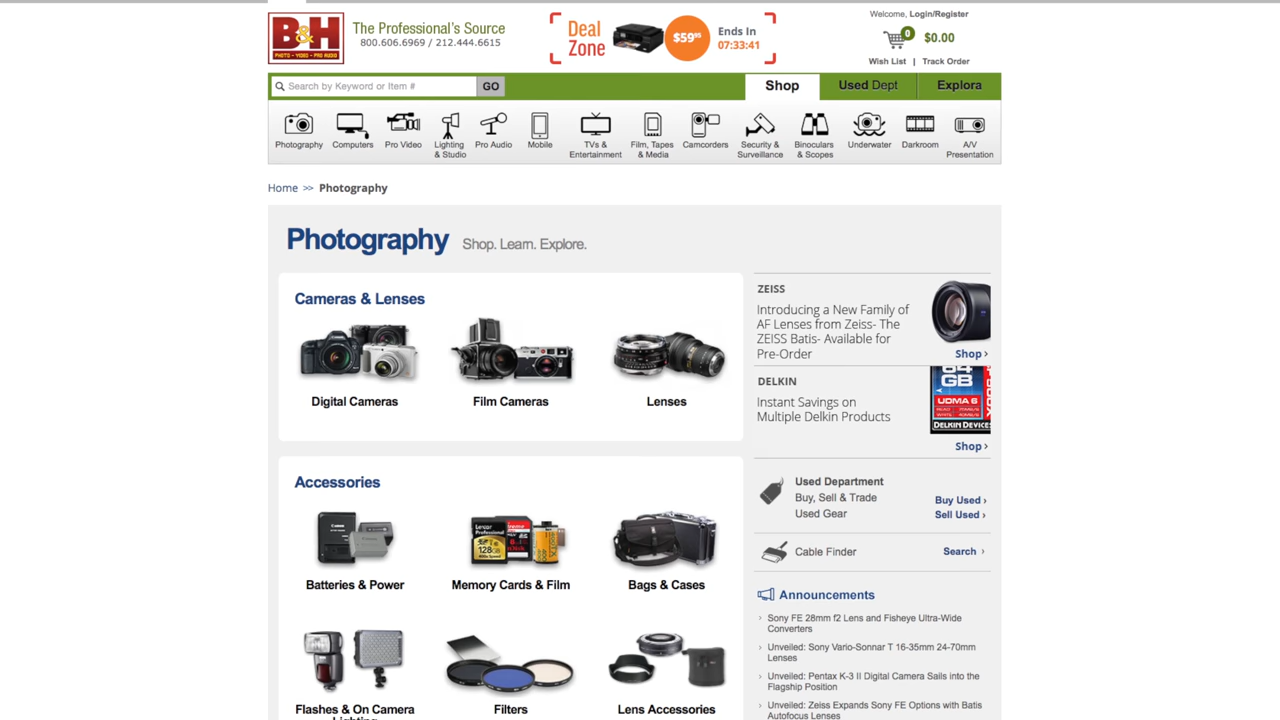 B&H
PHOTO - VIDEO - PRO AUDIO
The Professional's Source
800.606.6969 / 212.444.6615
Deal
Zone
$59.95
Ends In
07:33:41
Welcome, Login/Register
0
$0.00
Wish List | Track Order
Search by Keyword or Item #
GO
Shop
Used Dept
Explora
Photography
Computers
Pro Video
Lighting
& Studio
Pro Audio
Mobile
TVs &
Entertainment
Film, Tapes
& Media
Camcorders
Security &
Surveillance
Binoculars
& Scopes
Underwater
Darkroom
A/V
Presentation
Home >> Photography
Photography Shop. Learn. Explore.
Cameras & Lenses
Digital Cameras
Film Cameras
Lenses
Accessories
Canon
Lexar
Professional
128GB
Batteries & Power
Memory Cards & Film
Bags & Cases
Flashes & On Camera
Lighting
Filters
Lens Accessories
ZEISS
Introducing a New Family of
AF Lenses from Zeiss- The
ZEISS Batis- Available for
Pre-Order
Shop ›
DELKIN
Instant Savings on
Multiple Delkin Products
64
GB
UDMA 6
DELKIN DEVICES
Shop ›
Used Department
Buy, Sell & Trade
Used Gear
Buy Used ›
Sell Used ›
Cable Finder
Search ›
Announcements
› Sony FE 28mm f2 Lens and Fisheye Ultra-Wide
Converters
› Unveiled: Sony Vario-Sonnar T 16-35mm 24-70mm
Lenses
› Unveiled: Pentax K-3 II Digital Camera Sails into the
Flagship Position
› Unveiled: Zeiss Expands Sony FE Options with Batis
Autofocus Lenses